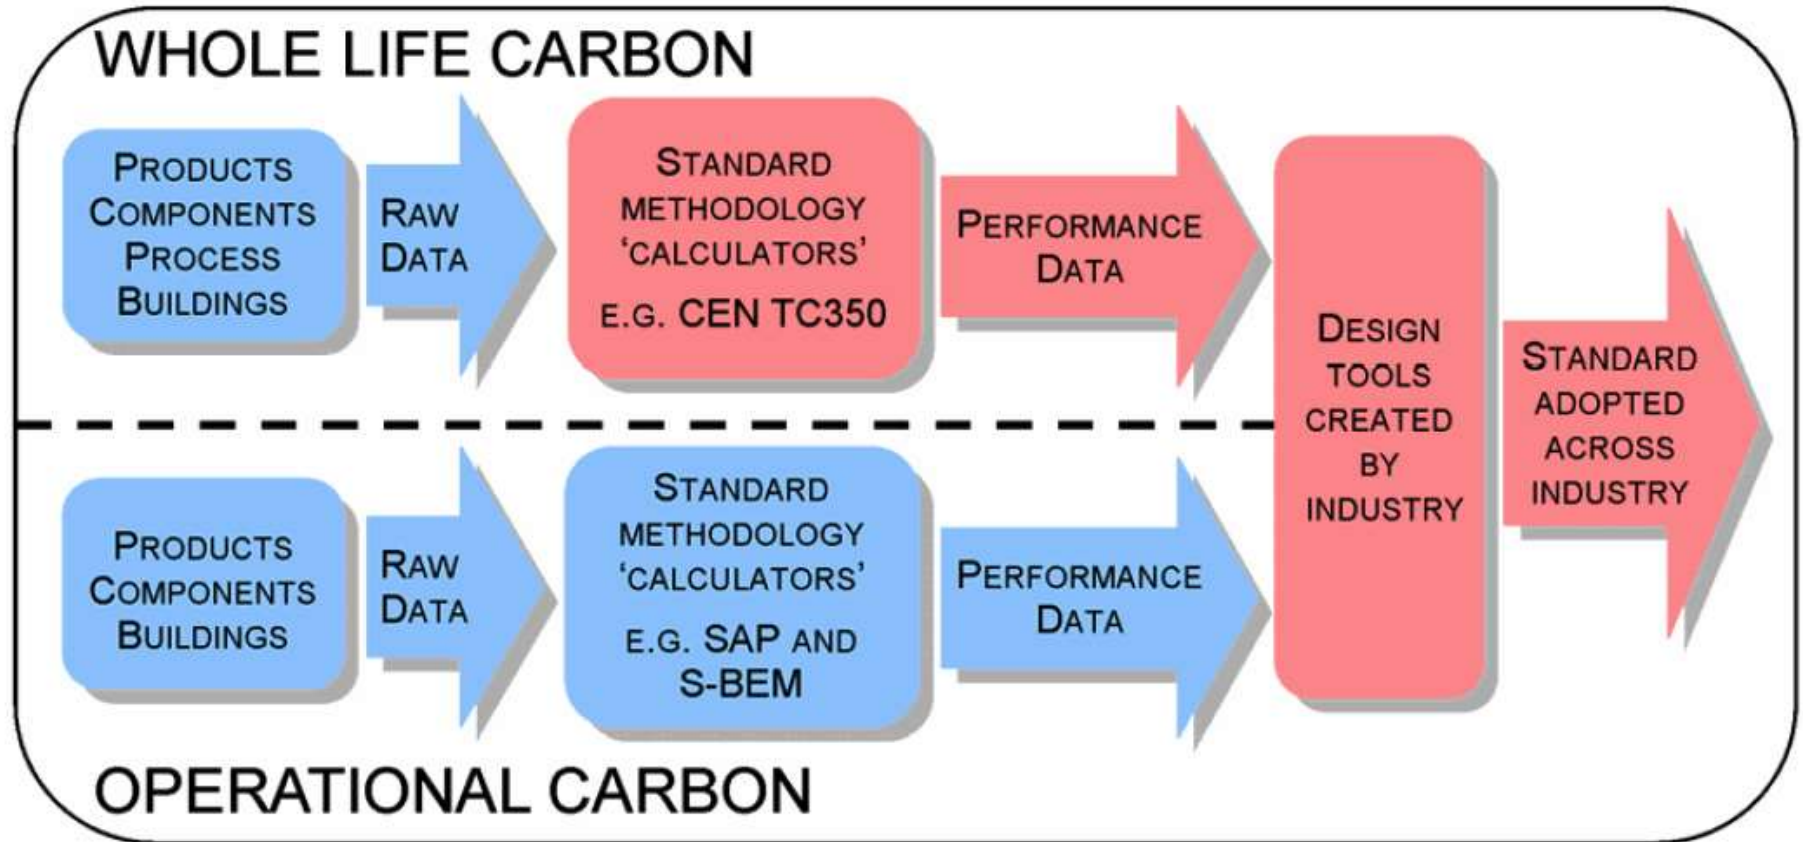 WHOLE LIFE CARBON
PRODUCTS
COMPONENTS
PROCESS
BUILDINGS
RAW
DATA
STANDARD
METHODOLOGY
‘CALCULATORS’
E.G. CEN TC350
PERFORMANCE
DATA
PRODUCTS
COMPONENTS
BUILDINGS
RAW
DATA
STANDARD
METHODOLOGY
‘CALCULATORS’
E.G. SAP AND
S-BEM
PERFORMANCE
DATA
DESIGN
TOOLS
CREATED
BY
INDUSTRY
STANDARD
ADOPTED
ACROSS
INDUSTRY
OPERATIONAL CARBON